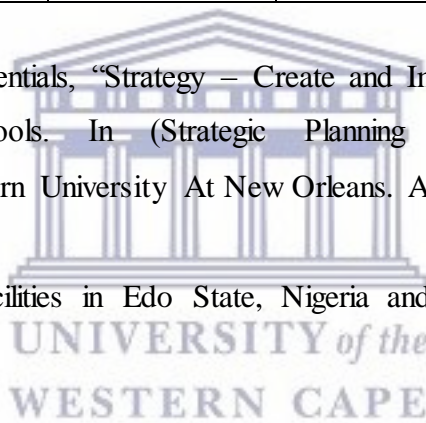 entials, “Strategy – Create and In
ools. In (Strategic Planning
rn University At New Orleans. A
cilities in Edo State, Nigeria and
UNIVERSITY of the
WESTERN CAPE